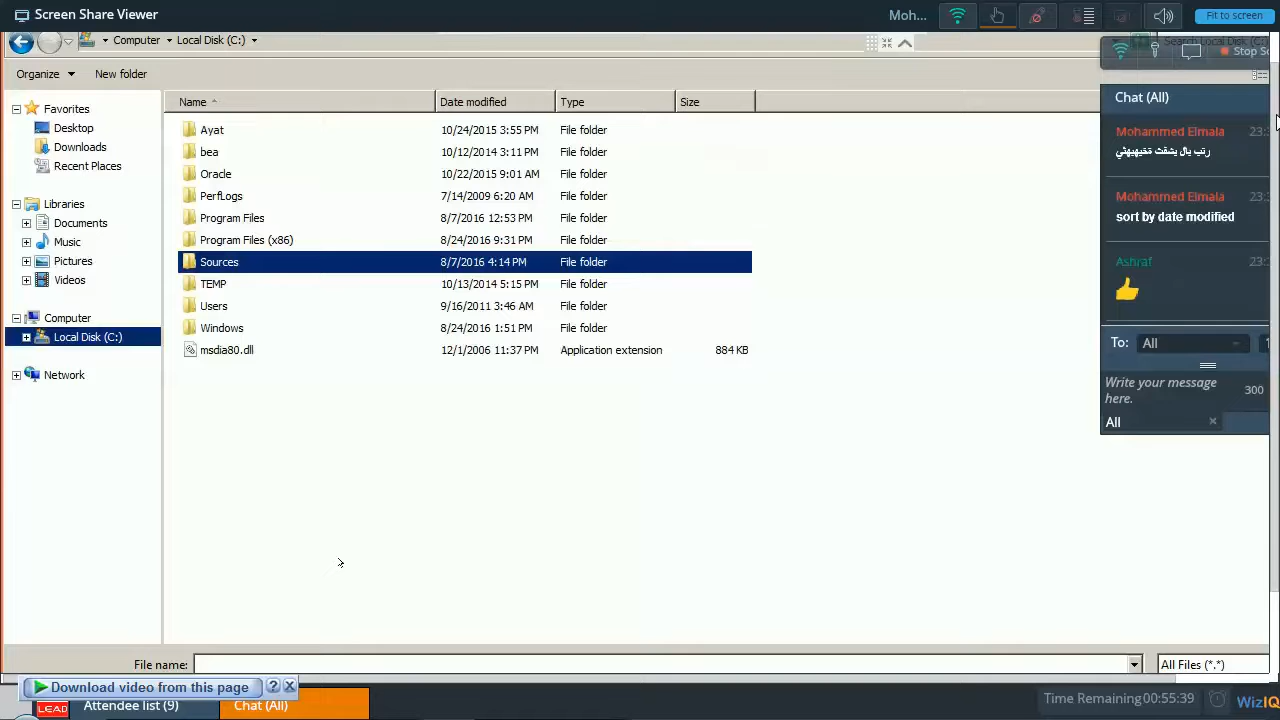 Screen Share Viewer
Moh...
Fit to screen
Computer
Local Disk (C:)
Stop
Organize
New folder
Favorites
Desktop
Downloads
Recent Places
Libraries
Documents
Music
Pictures
Videos
Computer
Local Disk (C:)
Network
Name Date modified Type Size
Ayat 10/24/2015 3:55 PM File folder
bea 10/12/2014 3:11 PM File folder
Oracle 10/22/2015 9:01 AM File folder
PerfLogs 7/14/2009 6:20 AM File folder
Program Files 8/7/2016 12:53 PM File folder
Program Files (x86) 8/24/2016 9:31 PM File folder
Sources 8/7/2016 4:14 PM File folder
TEMP 10/13/2014 5:15 PM File folder
Users 9/16/2011 3:46 AM File folder
Windows 8/24/2016 1:51 PM File folder
msdia80.dll 12/1/2006 11:37 PM Application extension 884 KB
Chat (All)
Mohammed Elmala
Mohammed Elmala
sort by date modified
Ashraf
To: All
Write your message
here.
300
All
File name:
All Files (*.*)
Download video from this page
LEAD
Attendee list (9)
Chat (All)
Time Remaining 00:55:39
WizIQ